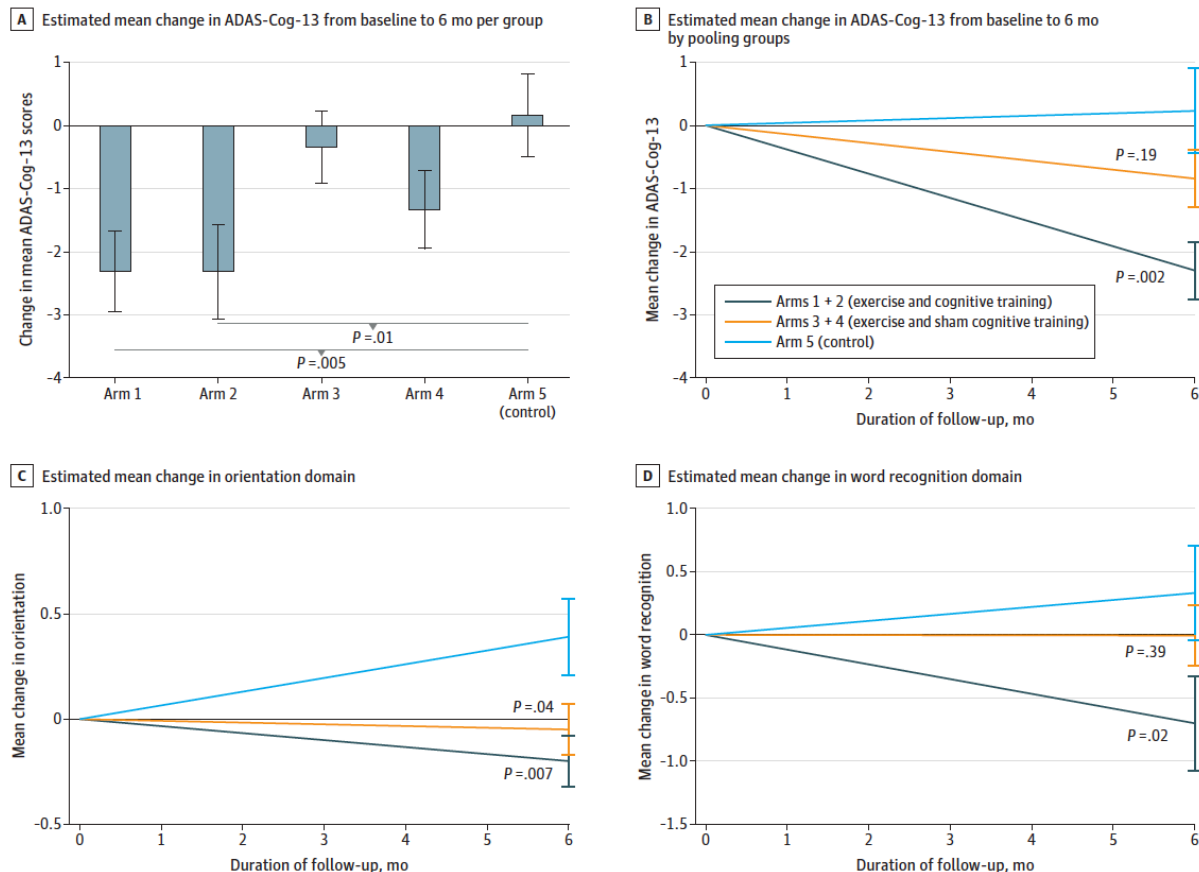 A Estimated mean change in ADAS-Cog-13 from baseline to 6 mo per group
Change in mean ADAS-Cog-13 scores
1
0
-1
-2
-3
-4
P =.01
P =.005
Arm 1
Arm 2
Arm 3
Arm 4
Arm 5
(control)
B Estimated mean change in ADAS-Cog-13 from baseline to 6 mo
by pooling groups
Mean change in ADAS-Cog-13
1
0
-1
-2
-3
-4
P =.19
P =.002
Arms 1 + 2 (exercise and cognitive training)
Arms 3 + 4 (exercise and sham cognitive training)
Arm 5 (control)
0 1 2 3 4 5 6
Duration of follow-up, mo
C Estimated mean change in orientation domain
Mean change in orientation
1.0
0.5
0
-0.5
P =.04
P =.007
0 1 2 3 4 5 6
Duration of follow-up, mo
D Estimated mean change in word recognition domain
Mean change in word recognition
1.0
0.5
0
-0.5
-1.0
-1.5
P =.39
P =.02
0 1 2 3 4 5 6
Duration of follow-up, mo